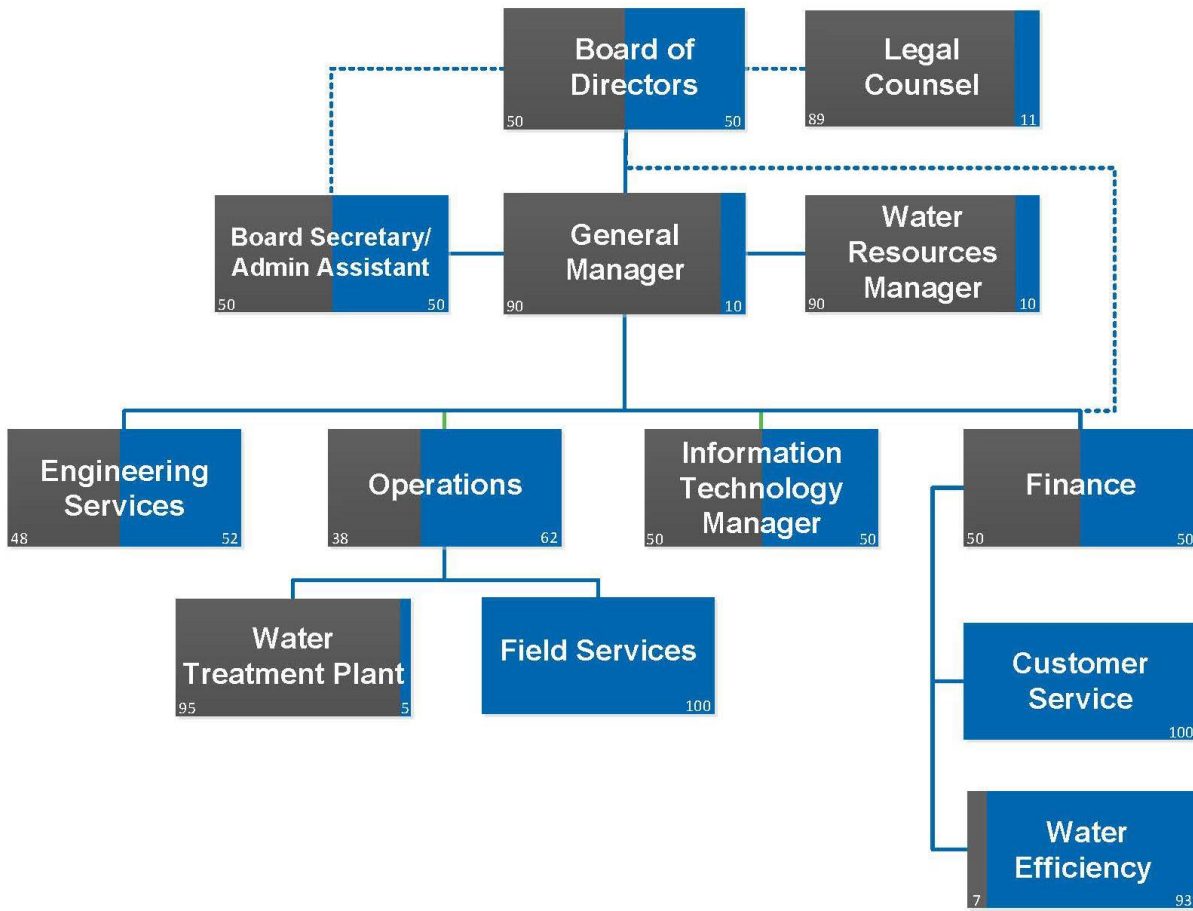 Board of
Directors
50 50
Legal
Counsel
89 11
Board Secretary/
Admin Assistant
50 50
General
Manager
90 10
Water
Resources
Manager
90 10
Engineering
Services
48 52
Operations
38 62
Information
Technology
Manager
50 50
Finance
50 50
Water
Treatment Plant
95 5
Field Services
100
Customer
Service
100
Water
Efficiency
7 93